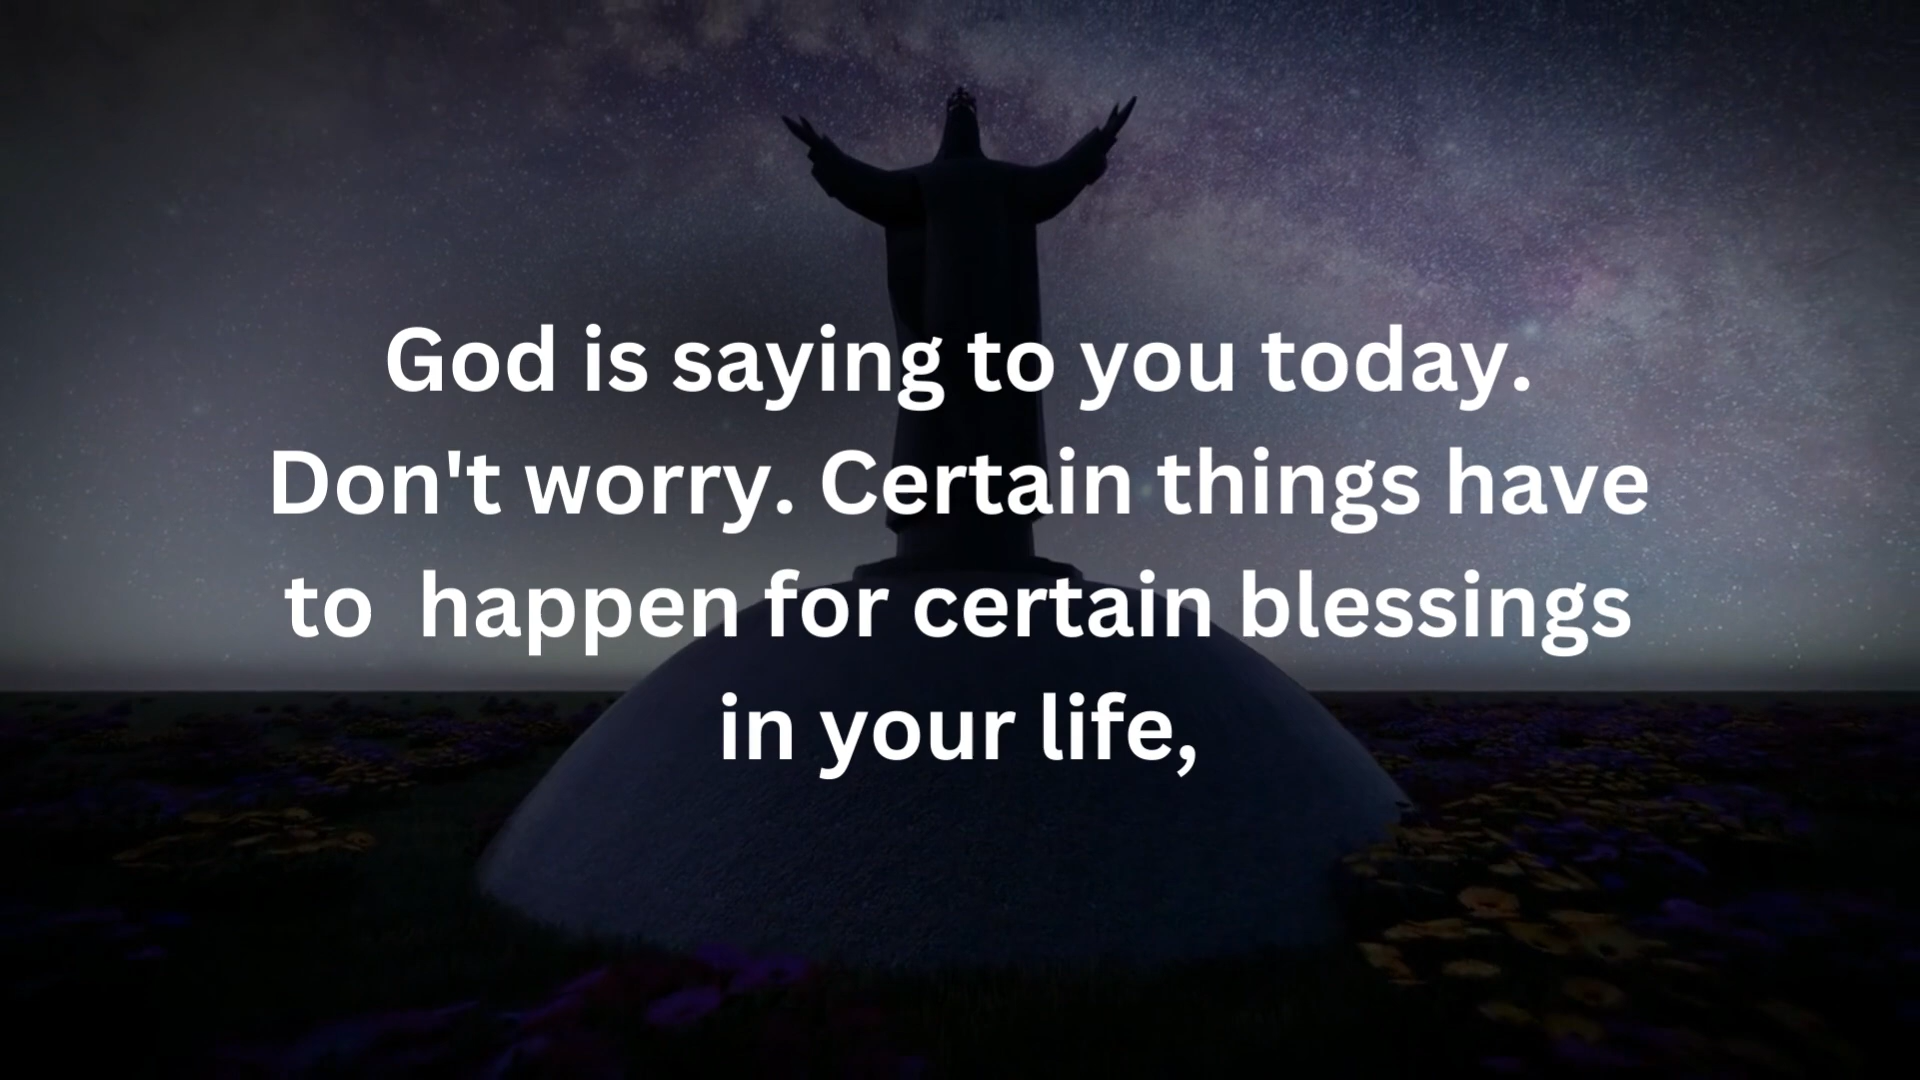 God is saying to you today.
Don't worry. Certain things have
to  happen for certain blessings
in your life,